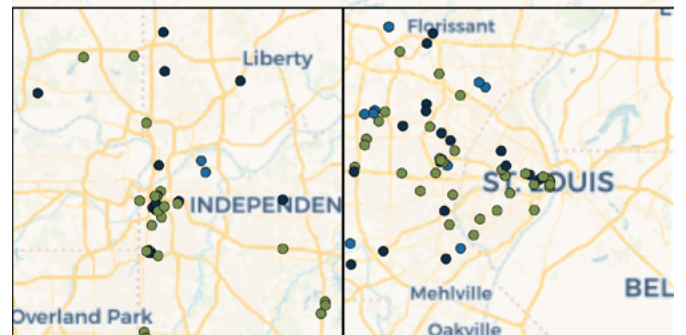 Liberty
INDEPENDEN
Overland Park
Florissant
ST. LOUIS
BEL
Mehlville
Oakville